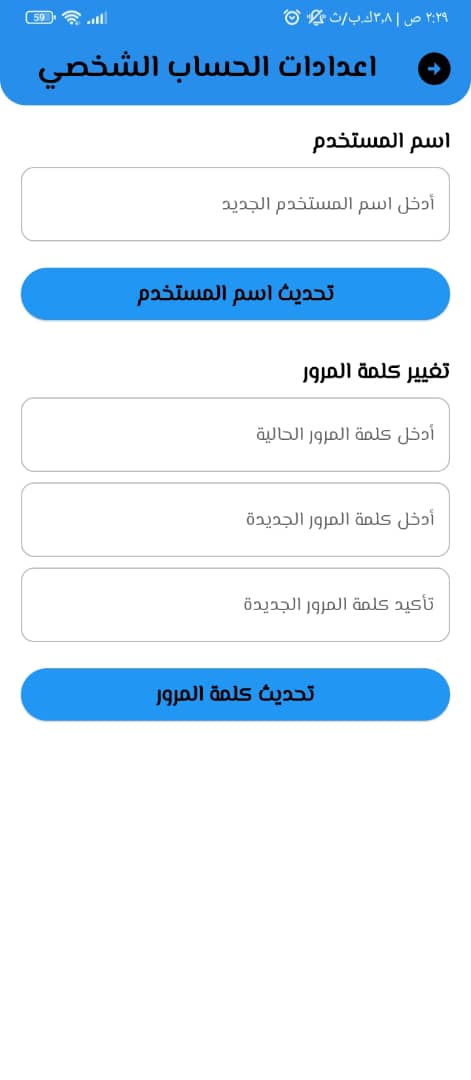 ٢:٢٩ ص | ٣,٨ك.ب/ث
59
اعدادات الحساب الشخصي
اسم المستخدم
أدخل اسم المستخدم الجديد
تحديث اسم المستخدم
تغيير كلمة المرور
أدخل كلمة المرور الحالية
أدخل كلمة المرور الجديدة
تأكيد كلمة المرور الجديدة
تحديث كلمة المرور